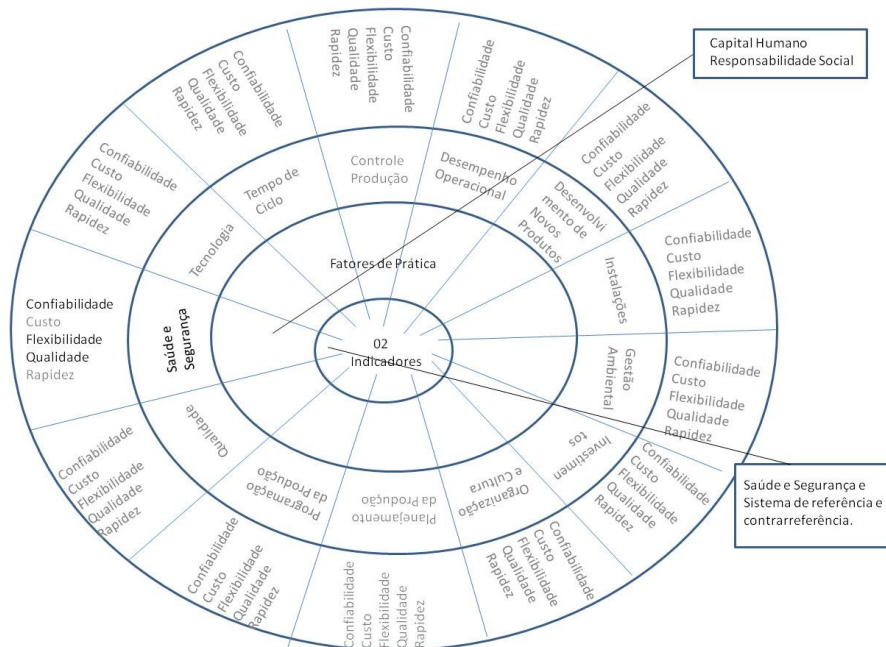 Capital Humano
Responsabilidade Social
Confiabilidade
Custo
Flexibilidade
Qualidade
Rapidez
Confiabilidade
Custo
Flexibilidade
Qualidade
Rapidez
Confiabilidade
Custo
Flexibilidade
Qualidade
Rapidez
Confiabilidade
Custo
Flexibilidade
Qualidade
Rapidez
Confiabilidade
Custo
Flexibilidade
Qualidade
Rapidez
Confiabilidade
Custo
Flexibilidade
Qualidade
Rapidez
Confiabilidade
Custo
Flexibilidade
Qualidade
Rapidez
Confiabilidade
Custo
Flexibilidade
Qualidade
Rapidez
Confiabilidade
Custo
Flexibilidade
Qualidade
Rapidez
Confiabilidade
Custo
Flexibilidade
Qualidade
Rapidez
Confiabilidade
Custo
Flexibilidade
Qualidade
Rapidez
Confiabilidade
Custo
Flexibilidade
Qualidade
Rapidez
Confiabilidade
Custo
Flexibilidade
Qualidade
Rapidez
Tecnologia
Tempo de
Ciclo
Controle
Produção
Desempenho
Operacional
Desenvolvi
mento de
Novos
Produtos
Instalações
Gestão
Ambiental
Investimen
tos
Organização
e Cultura
Planejamento
da Produção
Programação
da Produção
Qualidade
Saúde e
Segurança
Fatores de Prática
02
Indicadores
Saúde e Segurança e
Sistema de referência e
contrarreferência.